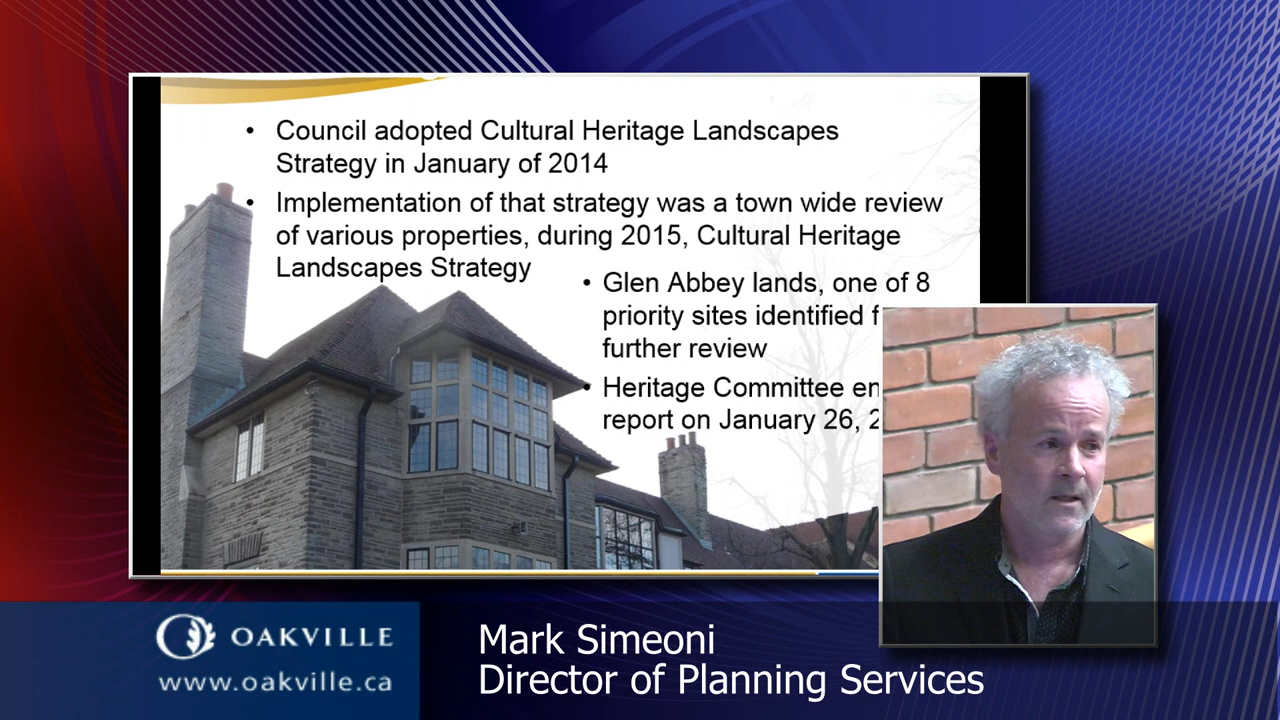 • Council adopted Cultural Heritage Landscapes
Strategy in January of 2014
• Implementation of that strategy was a town wide review
of various properties, during 2015, Cultural Heritage
Landscapes Strategy
• Glen Abbey lands, one of 8
priority sites identified
further review
• Heritage Committee
report on January 26,
OAKVILLE
www.oakville.ca
Mark Simeoni
Director of Planning Services